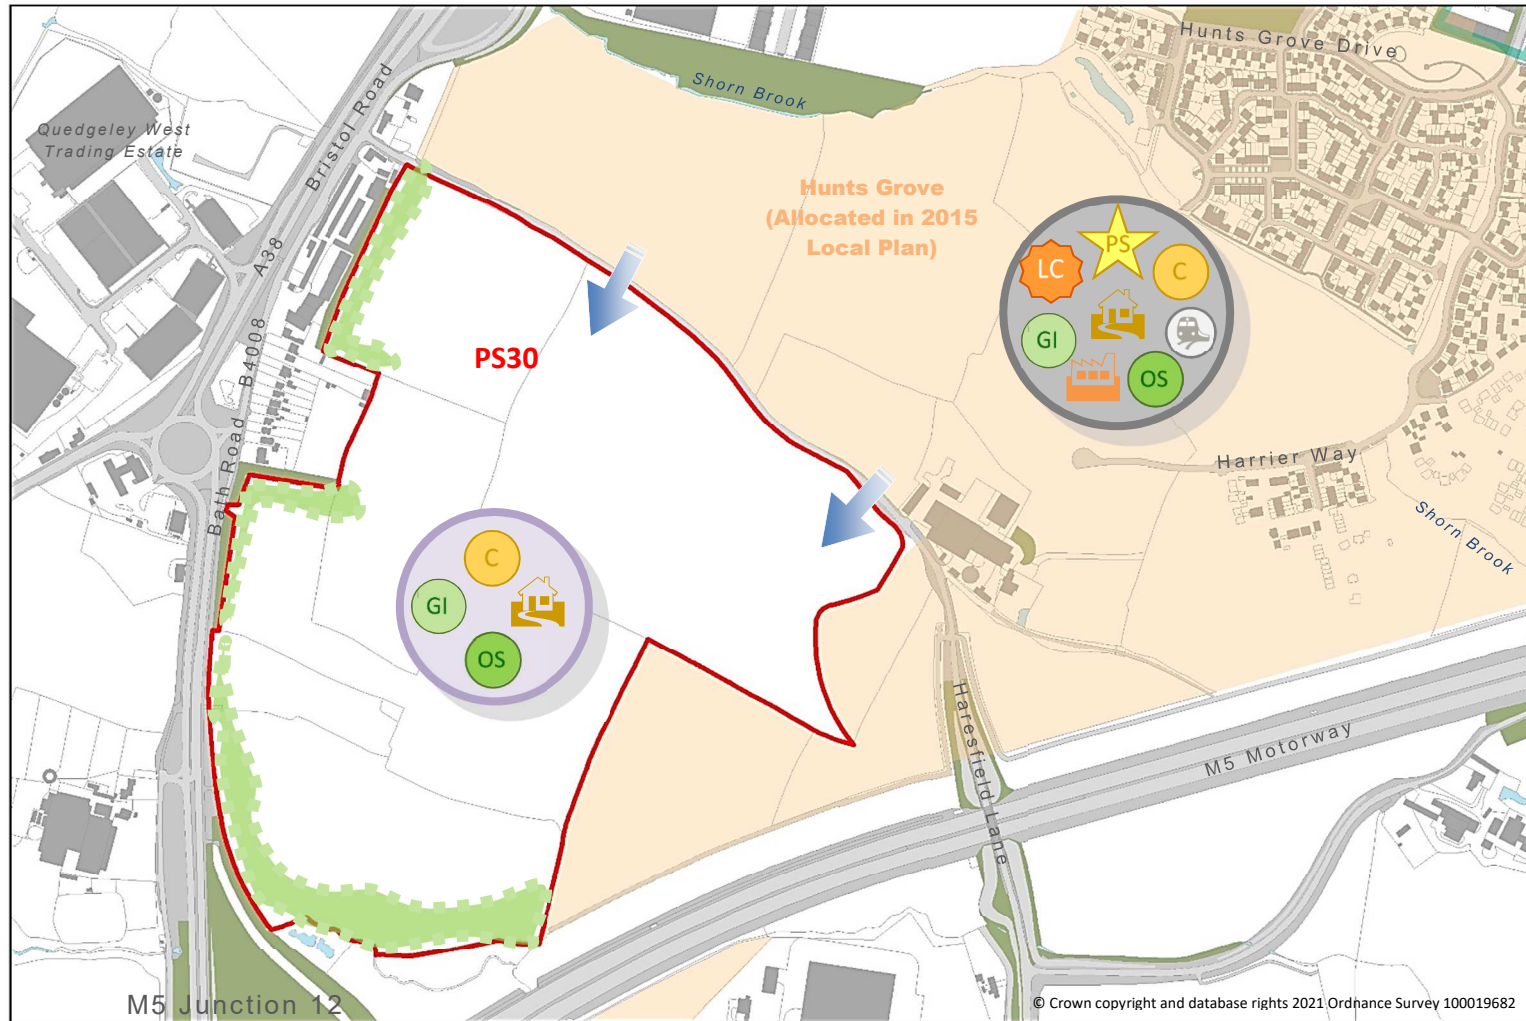 Hunts Grove Drive
Shorn Brook
Quedgeley West
Trading Estate
Bristol Road
A38
Hunts Grove
(Allocated in 2015
Local Plan)
PS
LC
C
GI
OS
PS30
B4008
Bath Road
Harrier Way
Shorn Brook
C
GI
OS
Haresfield Lane
M5 Motorway
M5 Junction 12
© Crown copyright and database rights 2021 Ordnance Survey 100019682